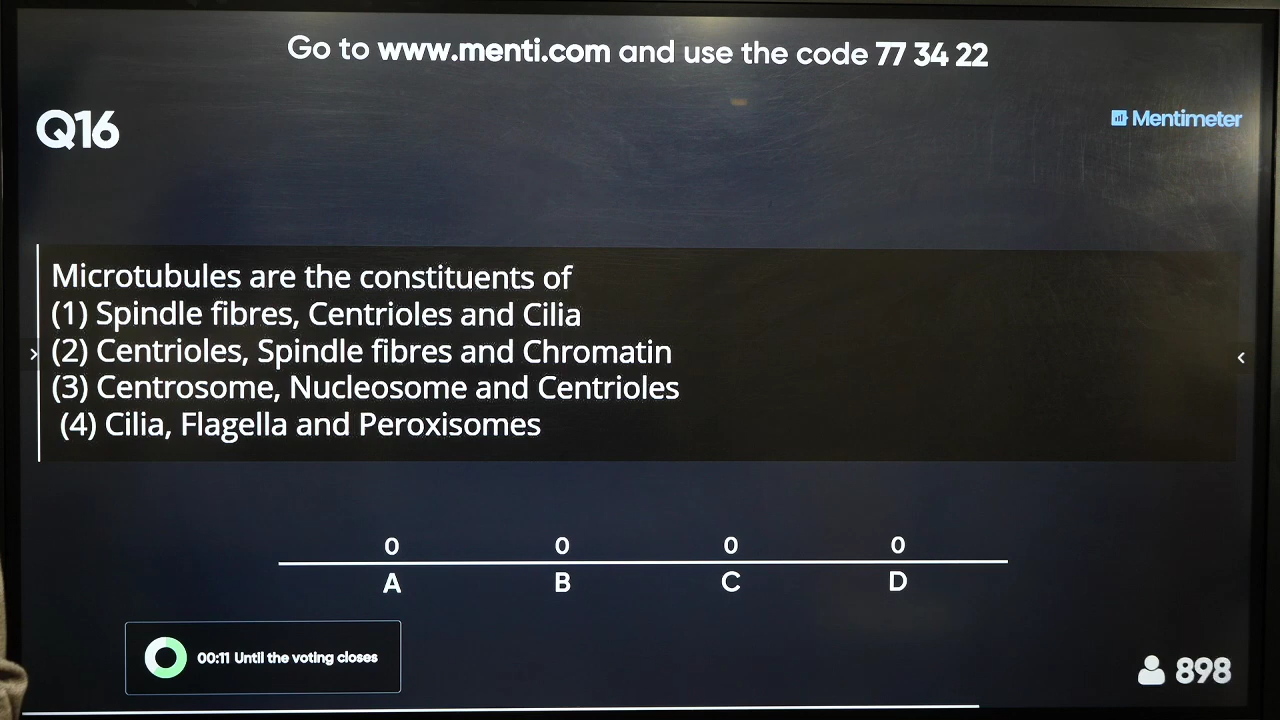 Go to www.menti.com and use the code 77 34 22
Q16
Mentimeter
Microtubules are the constituents of
(1) Spindle fibres, Centrioles and Cilia
(2) Centrioles, Spindle fibres and Chromatin
(3) Centrosome, Nucleosome and Centrioles
(4) Cilia, Flagella and Peroxisomes
0 0 0 0
A B C D
00:11 Until the voting closes
898